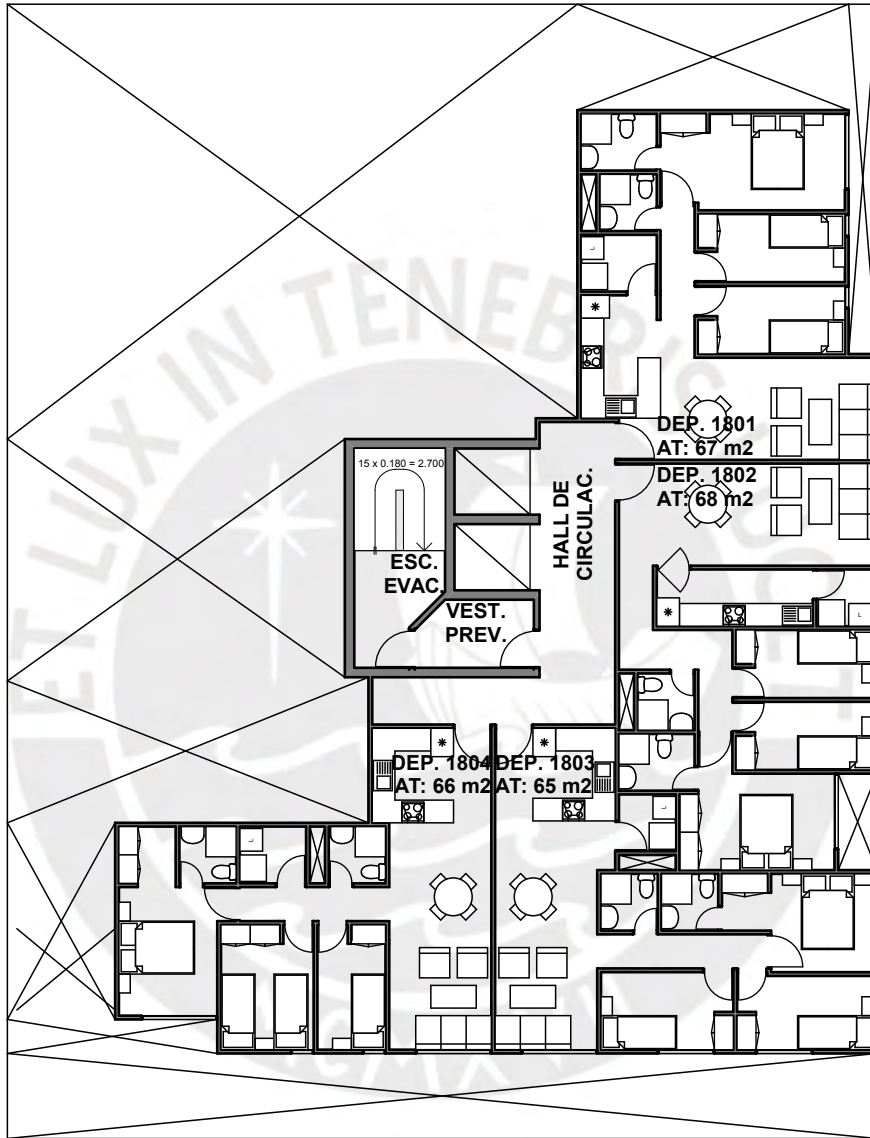 ET LUX IN TENEBRIS LUCET
DEP. 1801
AT: 67 m2
DEP. 1802
AT: 68 m2
15 x 0.180 = 2.700
HALL DE
CIRCULAC.
ESC.
EVAC.
VEST.
PREV.
DEP. 1804
AT: 66 m2
DEP. 1803
AT: 65 m2
L
L
L
L